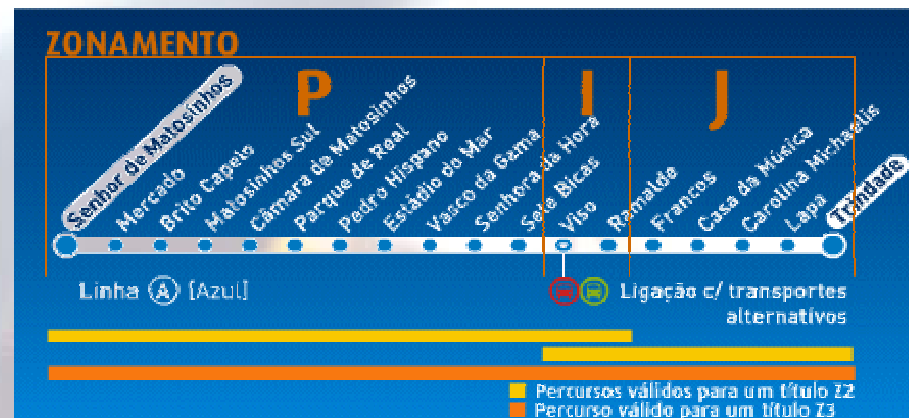 ZONAMENTO
P I J
Senhor de Matosinhos
Mercado
Brito Capelo
Matosinhos Sul
Câmara de Matosinhos
Parque de Real
Pedro Hispano
Estádio do Mar
Vasco da Gama
Senhora da Hora
Sete Bicas
Viso
Ramalde
Francos
Casa da Música
Carolina Michaelis
Lapa
Trindade
Linha A [Azul]
Ligação c/ transportes
alternativos
Percursos válidos para um título Z2
Percurso válido para um título Z3